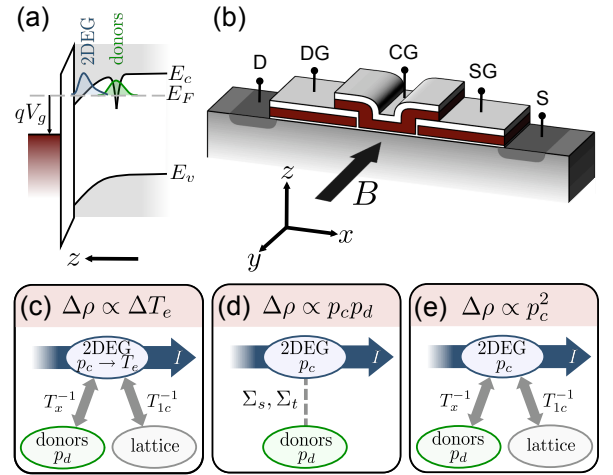 (a)
2DEG
donors
E_c
E_F
qV_g
E_v
z
(b)
D
DG
CG
SG
S
B
z
x
y
(c) Δρ ∝ ΔT_e
2DEG
p_c → T_e
I
T_x^{-1}
T_{1c}^{-1}
donors
p_d
lattice
(d) Δρ ∝ p_c p_d
2DEG
p_c
I
Σ_s, Σ_t
donors
p_d
(e) Δρ ∝ p_c^2
2DEG
p_c
I
T_x^{-1}
T_{1c}^{-1}
donors
p_d
lattice